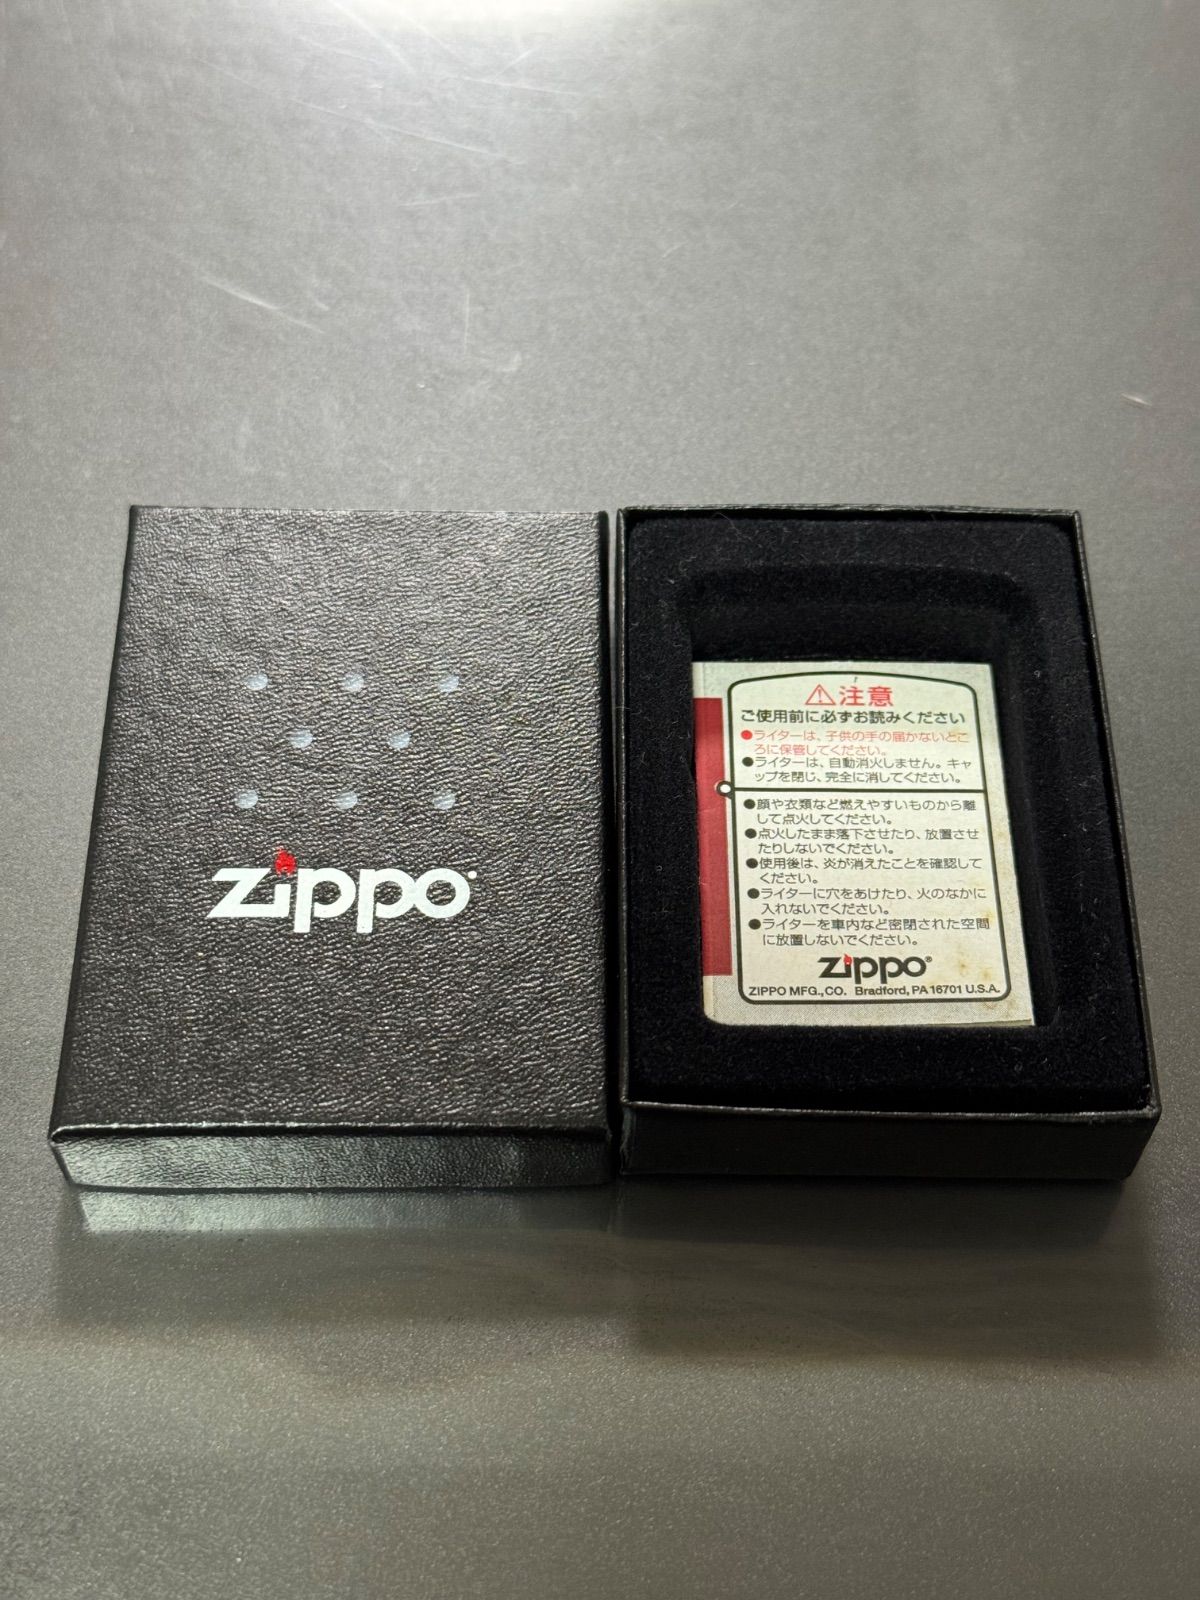 zippo
⚠注意
ご使用前に必ずお読みください
●ライターは、子供の手の届かないとこ
ろに保管してください。
●ライターは、自動消火しません。キャ
ップを閉じ、完全に消してください。
●顔や衣類など燃えやすいものから離
して点火してください。
●点火したまま落下させたり、放置させ
たりしないでください。
●使用後は、炎が消えたことを確認して
ください。
●ライターに穴をあけたり、火のなかに
入れないでください。
●ライターを車内など密閉された空間
に放置しないでください。
zippo®
ZIPPO MFG.,CO. Bradford, PA 16701 U.S.A.